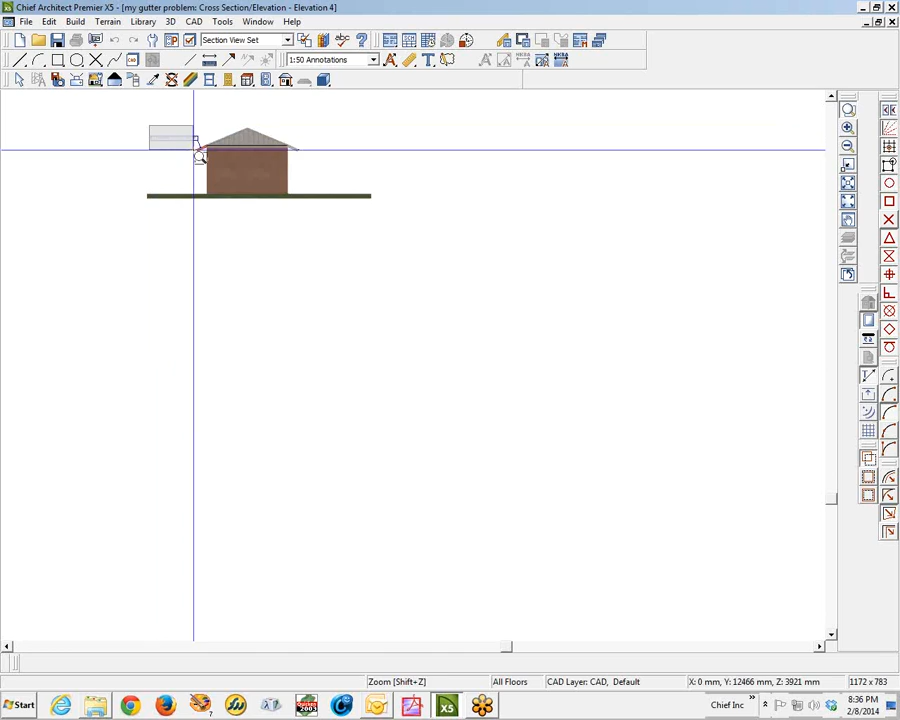 Chief Architect Premier X5 - [my gutter problem: Cross Section/Elevation - Elevation 4]
File Edit Build Terrain Library 3D CAD Tools Window Help
Section View Set
1:50 Annotations
Zoom [Shift+Z] All Floors CAD Layer: CAD, Default X: 0 mm, Y: 12466 mm, Z: 3921 mm 1172 x 783
Start X5 Chief Inc 8:36 PM
2/8/2014